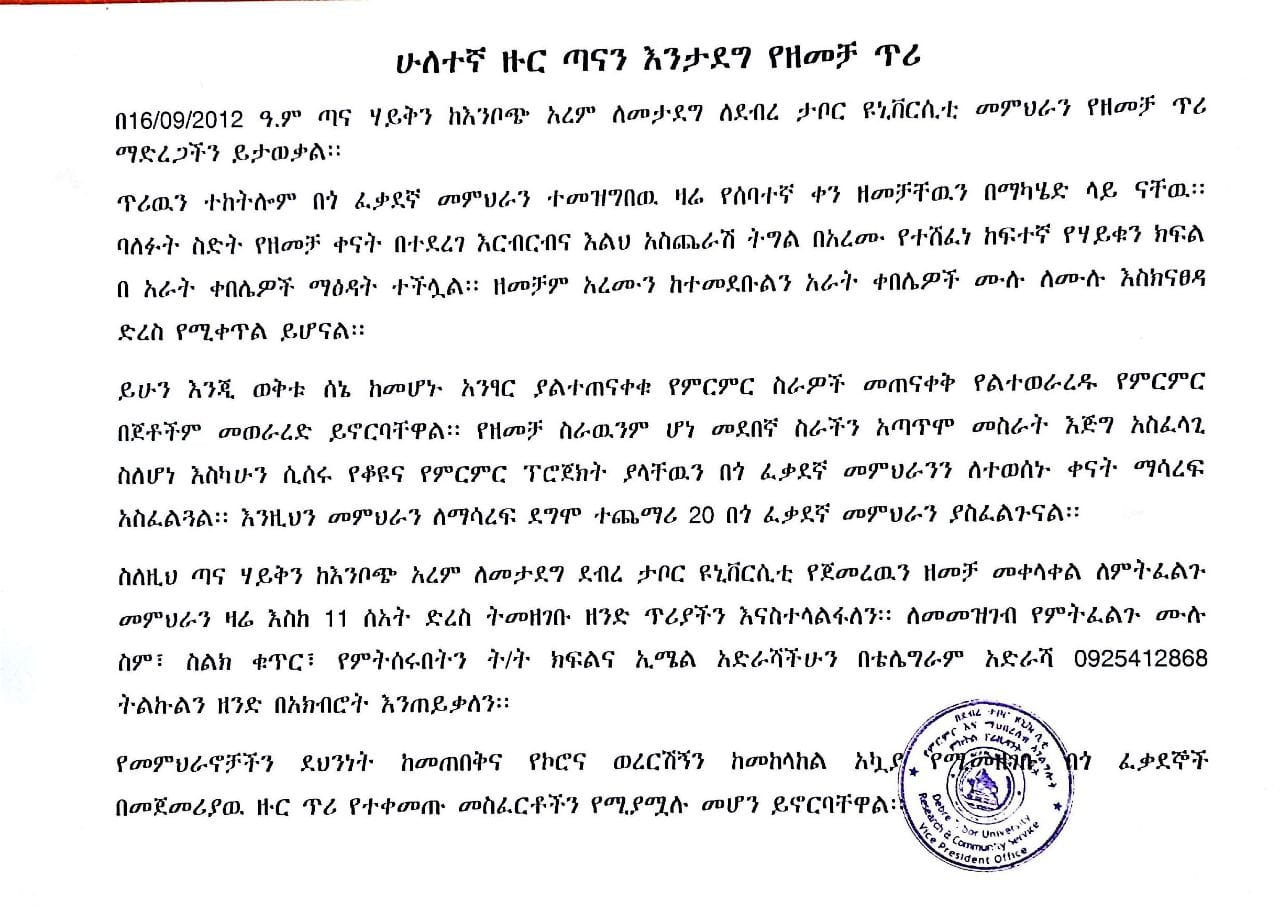 ሁለተኛ ዙር ጣናን እንታደግ የዘመቻ ጥሪ
በ16/09/2012 ዓ.ም ጣና ሃይቅን ከእንቦጭ አረም ለመታደግ ለደብረ ታቦር ዩኒቨርሲቲ መምህራን የዘመቻ ጥሪ
ማድረጋችን ይታወቃል፡፡
ጥሪዉን ተከትሎም በጎ ፈቃደኛ መምህራን ተመዝግበዉ ዛሬ የሰባተኛ ቀን ዘመቻቸዉን በማካሄድ ላይ ናቸዉ፡፡
ባለፉት ስድት የዘመቻ ቀናት በተደረገ እርብርብና እልህ አስጨራሽ ትግል በአረሙ የተሸፈነ ከፍተኛ የሃይቁን ክፍል
በ አራት ቀበሌዎች ማፅዳት ተችሏል፡፡ ዘመቻም አረሙን ከተመደቡልን አራት ቀበሌዎች ሙሉ ለሙሉ እስክናፀዳ
ድረስ የሚቀጥል ይሆናል፡፡
ይሁን እንጂ ወቅቱ ሰኔ ከመሆኑ አንፃር ያልተጠናቀቁ የምርምር ስራዎች መጠናቀቅ የልተወራረዱ የምርምር
በጀቶችም መወራረድ ይኖርባቸዋል፡፡ የዘመቻ ስራዉንም ሆነ መደበኛ ስራችን አጣጥሞ መስራት እጅግ አስፈላጊ
ስለሆነ እስካሁን ሲሰሩ የቆዩና የምርምር ፕሮጀክት ያላቸዉን በጎ ፈቃደኛ መምህራንን ለተወሰኑ ቀናት ማሳረፍ
አስፈልጓል፡፡ እንዚህን መምህራን ለማሳረፍ ደግሞ ተጨማሪ 20 በጎ ፈቃደኛ መምህራን ያስፈልጉናል፡፡
ስለዚህ ጣና ሃይቅን ከእንቦጭ አረም ለመታደግ ደብረ ታቦር ዩኒቨርሲቲ የጀመረዉን ዘመቻ መቀላቀል ለምትፈልጉ
መምህራን ዛሬ እስከ 11 ሰአት ድረስ ትመዘገቡ ዘንድ ጥሪያችን እናስተላልፋለን፡፡ ለመመዝገብ የምትፈልጉ ሙሉ
ስም፣ ስልክ ቁጥር፣ የምትሰሩበትን ት/ት ክፍልና ኢሜል አድራሻችሁን በቴሌግራም አድራሻ 0925412868
ትልኩልን ዘንድ በአክብሮት እንጠይቃለን፡፡
የመምህራኖቻችን ደህንነት ከመጠበቅና የኮሮና ወረርሽኝን ከመከላከል አኳያ የሚመዘገቡ በጎ ፈቃደኞች
በመጀመሪያዉ ዙር ጥሪ የተቀመጡ መስፈርቶችን የሚያሟሉ መሆን ይኖርባቸዋል፡፡
በደብረ ታቦር ዩኒቨርሲቲ
Debre Tabor University
Research & Community Service
Vice President Office